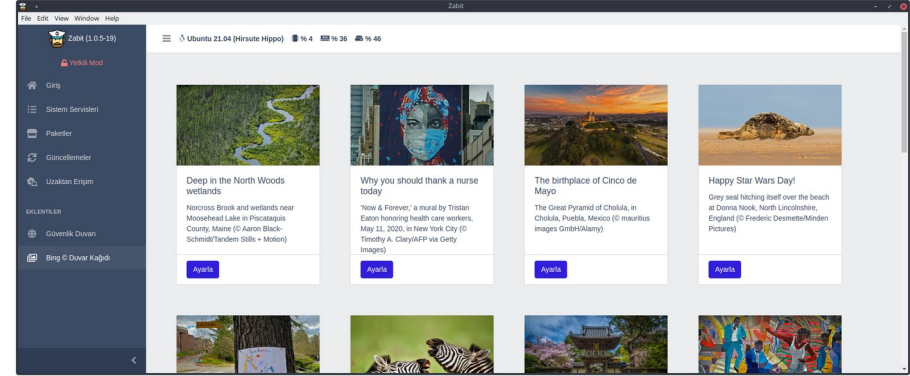 Zabit
File Edit View Window Help
Zabit (1.0.5-19)
Yetkili Mod
Giriş
Sistem Servisleri
Paketler
Güncellemeler
Uzaktan Erişim
EKLENTİLER
Güvenlik Duvarı
Bing © Duvar Kağıdı
Ubuntu 21.04 (Hirsute Hippo) % 4 % 36 % 46
Deep in the North Woods
wetlands
Norcross Brook and wetlands near
Moosehead Lake in Piscataquis
County, Maine (© Aaron Black-
Schmidt/Tandem Stills + Motion)
Ayarla
Why you should thank a nurse
today
'Now & Forever,' a mural by Tristan
Eaton honoring health care workers,
May 11, 2020, in New York City (©
Timothy A. Clary/AFP via Getty
Images)
Ayarla
The birthplace of Cinco de
Mayo
The Great Pyramid of Cholula, in
Cholula, Puebla, Mexico (© mauritius
images GmbH/Alamy)
Ayarla
Happy Star Wars Day!
Grey seal hitching itself over the beach
at Donna Nook, North Lincolnshire,
England (© Frederic Desmette/Minden
Pictures)
Ayarla